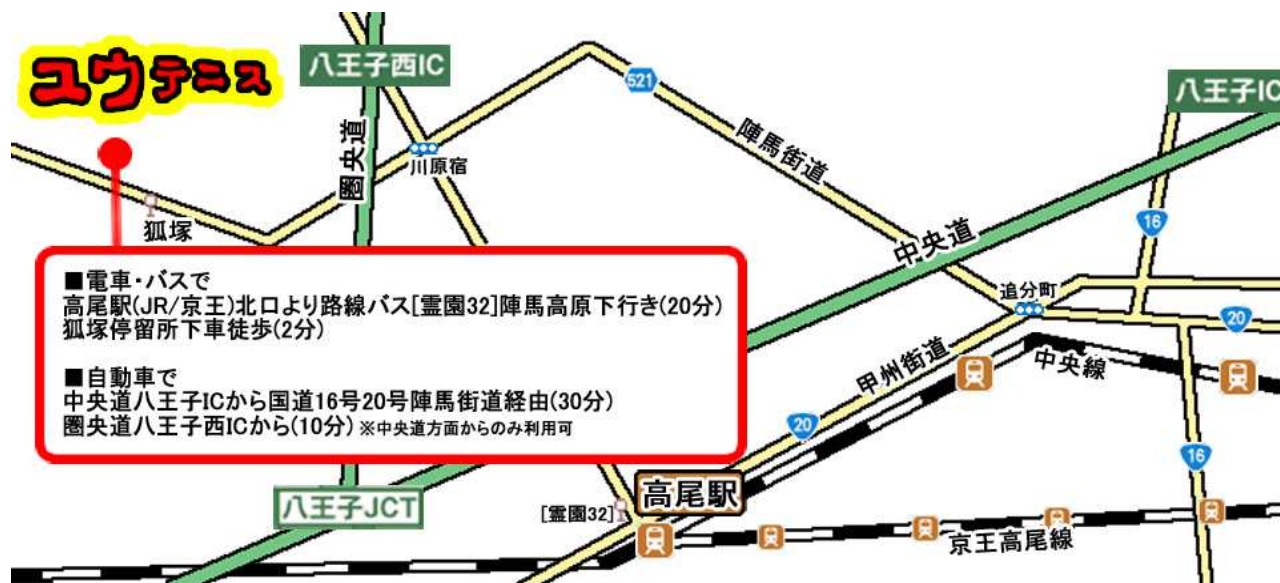 ユウテニス
八王子西IC
八王子IC
521
陣馬街道
圏央道
川原宿
狐塚
中央道
16
追分町
20
■電車・バスで
高尾駅(JR/京王)北口より路線バス[霊園32]陣馬高原下行き(20分)
狐塚停留所下車徒歩(2分)
■自動車で
中央道八王子ICから国道16号20号陣馬街道経由(30分)
圏央道八王子西ICから(10分)※中央道方面からのみ利用可
甲州街道
中央線
20
16
八王子JCT
[霊園32]
高尾駅
京王高尾線